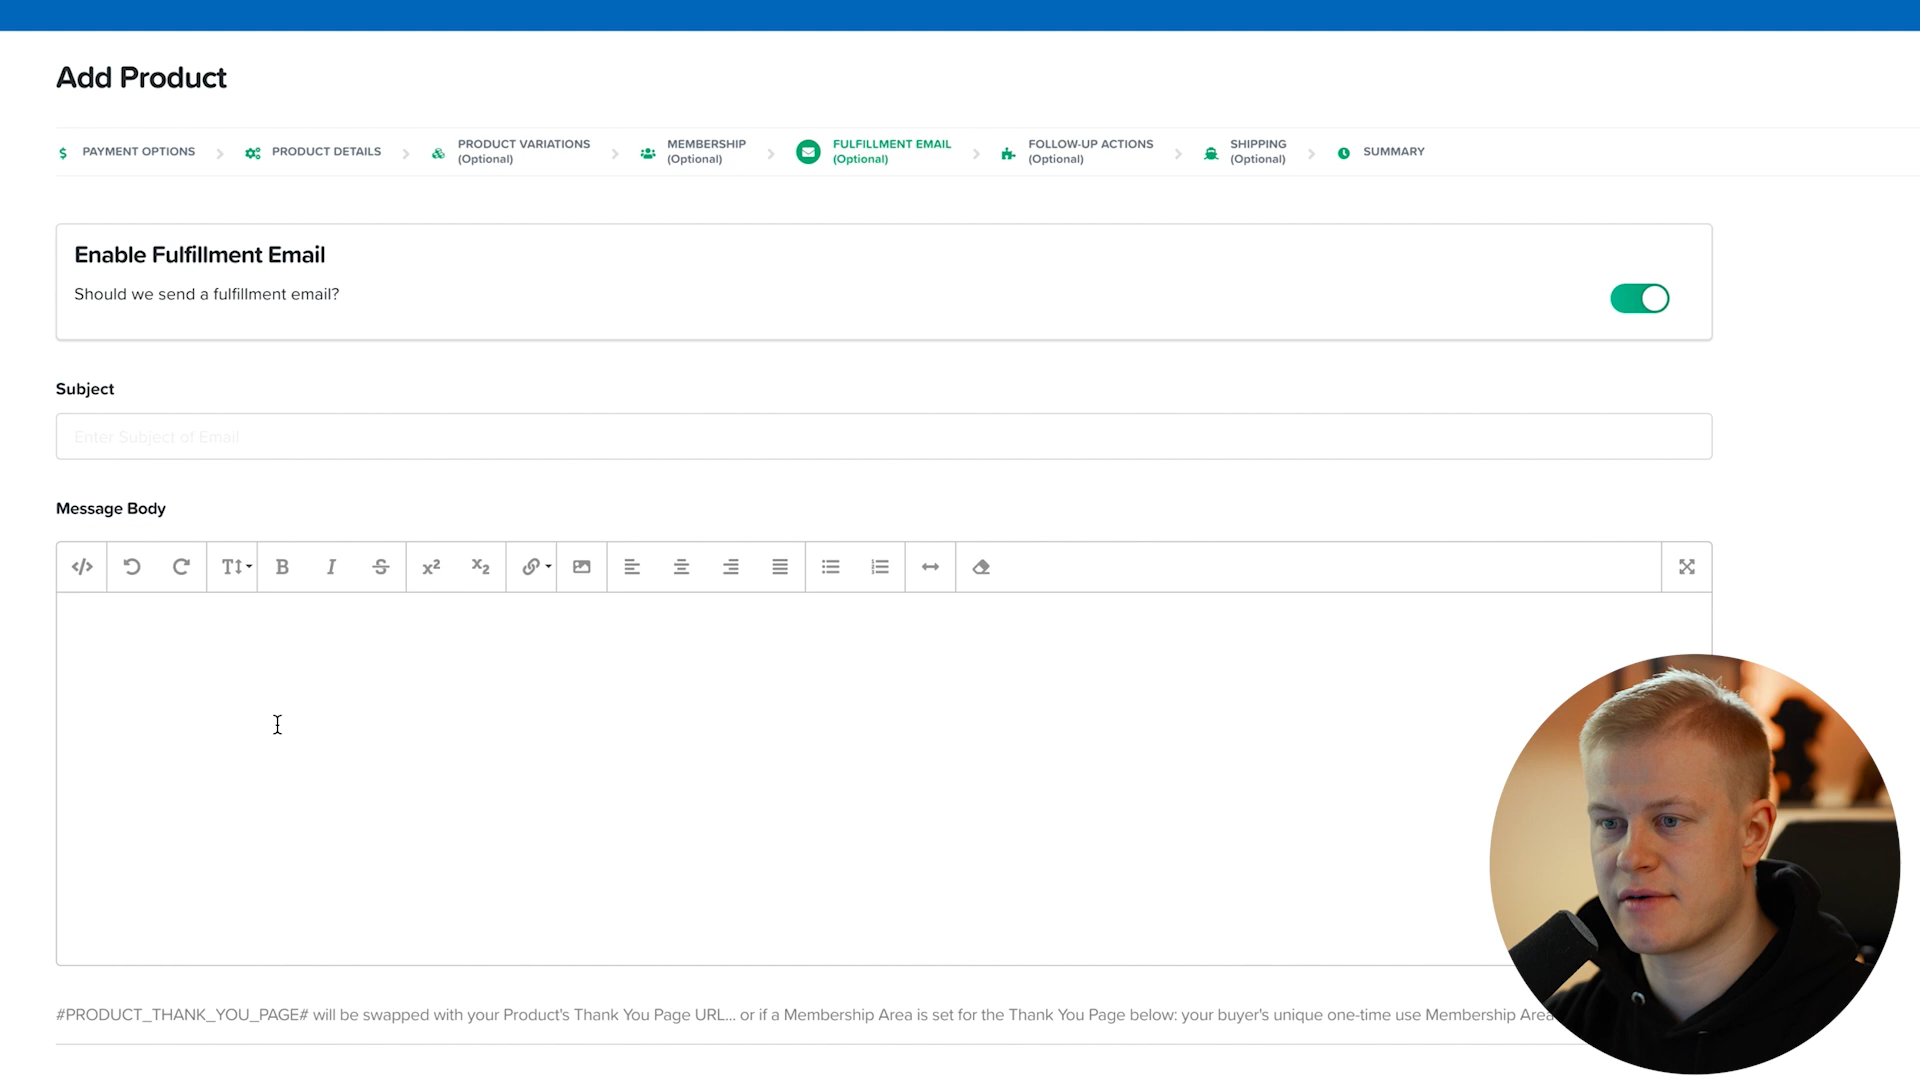 Add Product
PAYMENT OPTIONS
PRODUCT DETAILS
PRODUCT VARIATIONS
(Optional)
MEMBERSHIP
(Optional)
FULFILLMENT EMAIL
(Optional)
FOLLOW-UP ACTIONS
(Optional)
SHIPPING
(Optional)
SUMMARY
Enable Fulfillment Email
Should we send a fulfillment email?
Subject
Enter Subject of Email
Message Body
#PRODUCT_THANK_YOU_PAGE# will be swapped with your Product's Thank You Page URL... or if a Membership Area is set for the Thank You Page below: your buyer's unique one-time use Membership Area